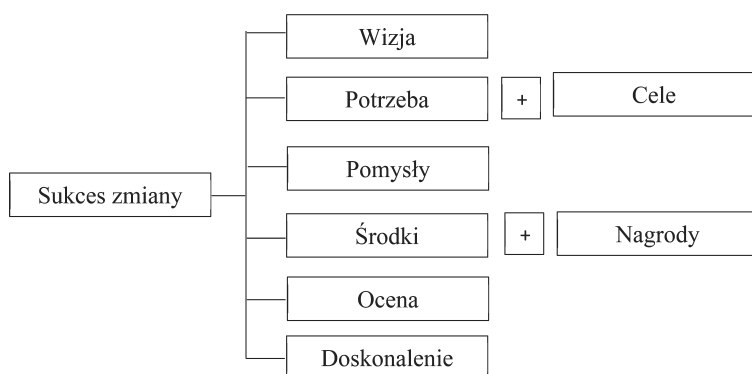 Wizja
Potrzeba + Cele
Pomysły
Sukces zmiany
Środki + Nagrody
Ocena
Doskonalenie